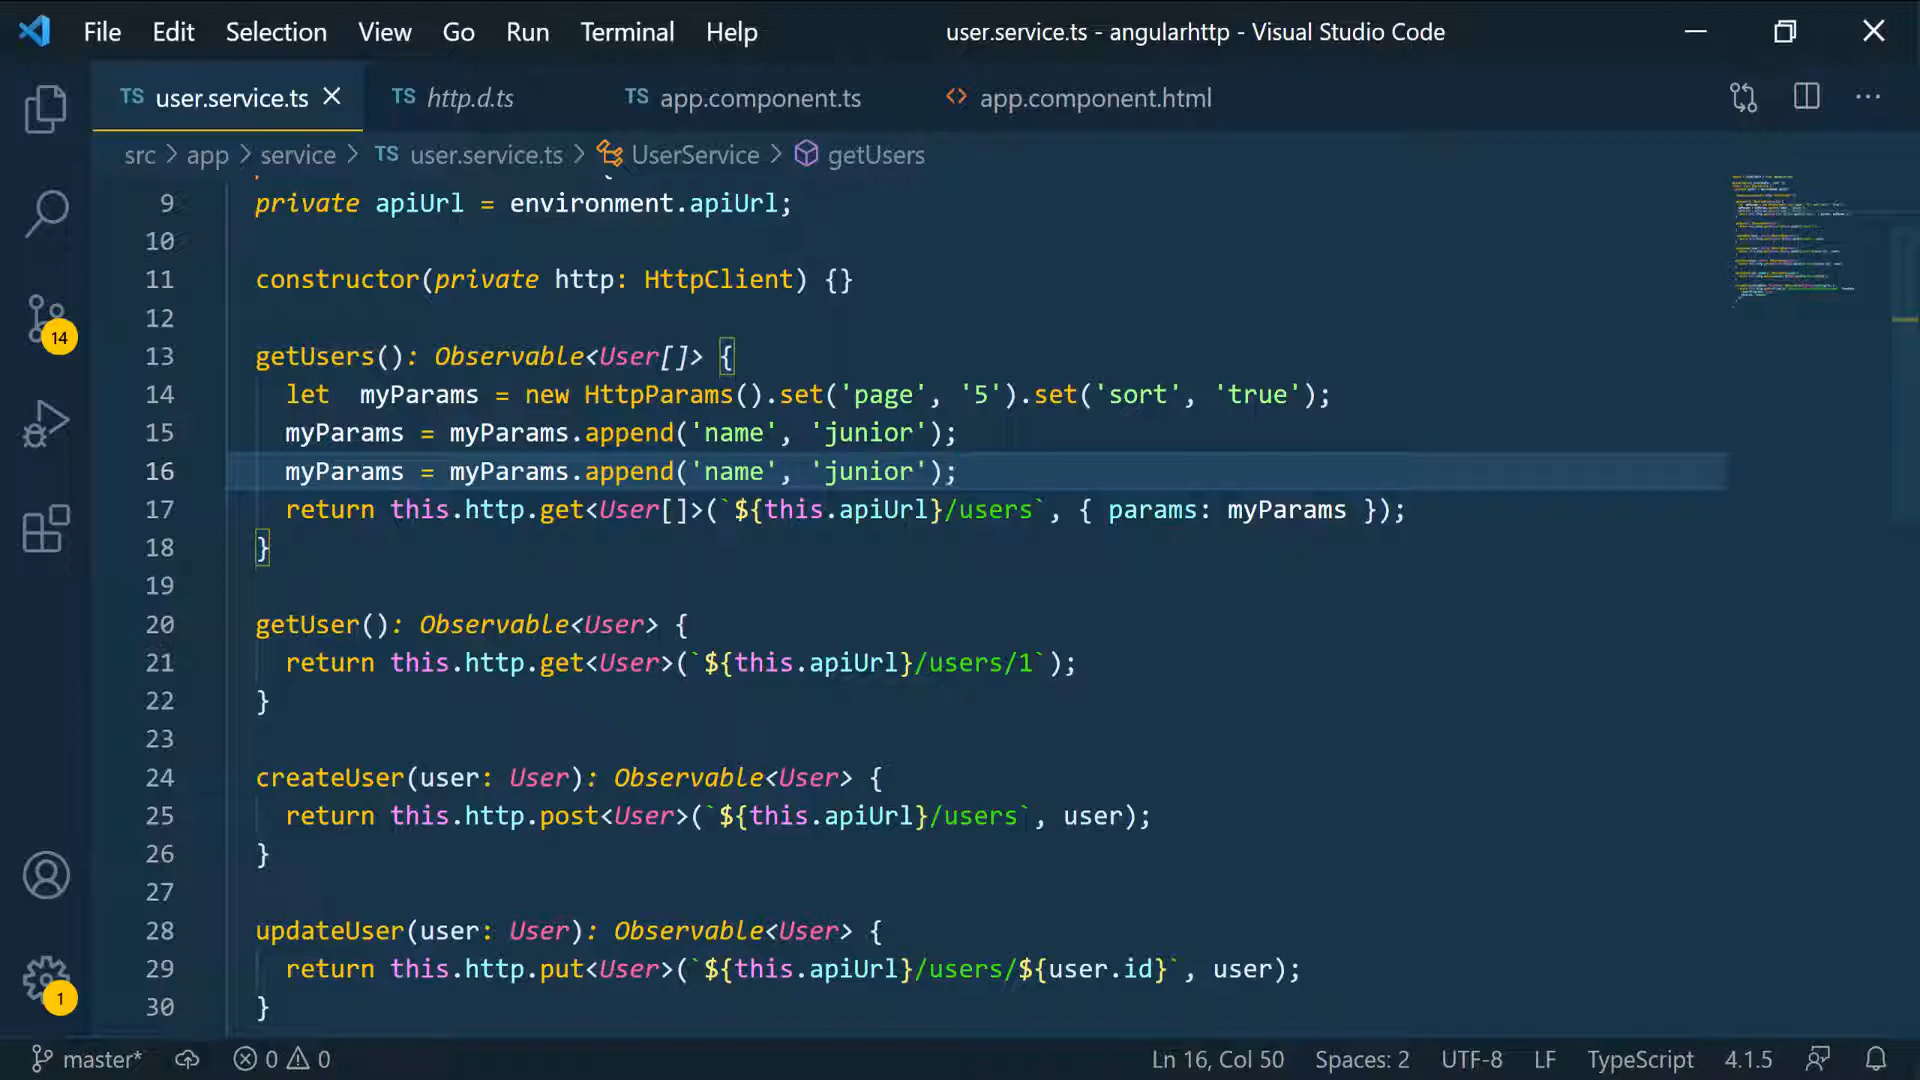 File Edit Selection View Go Run Terminal Help user.service.ts - angularhttp - Visual Studio Code
TS user.service.ts TS http.d.ts TS app.component.ts <> app.component.html ...
src > app > service > TS user.service.ts > UserService > getUsers
9 private apiUrl = environment.apiUrl;
10
11 constructor(private http: HttpClient) {}
12
13 getUsers(): Observable<User[]> {
14 let  myParams = new HttpParams().set('page', '5').set('sort', 'true');
15 myParams = myParams.append('name', 'junior');
16 myParams = myParams.append('name', 'junior');
17 return this.http.get<User[]>(`${this.apiUrl}/users`, { params: myParams });
18 }
19
20 getUser(): Observable<User> {
21 return this.http.get<User>(`${this.apiUrl}/users/1`);
22 }
23
24 createUser(user: User): Observable<User> {
25 return this.http.post<User>(`${this.apiUrl}/users`, user);
26 }
27
28 updateUser(user: User): Observable<User> {
29 return this.http.put<User>(`${this.apiUrl}/users/${user.id}`, user);
30 }
14
1
master* 0 0 Ln 16, Col 50 Spaces: 2 UTF-8 LF TypeScript 4.1.5